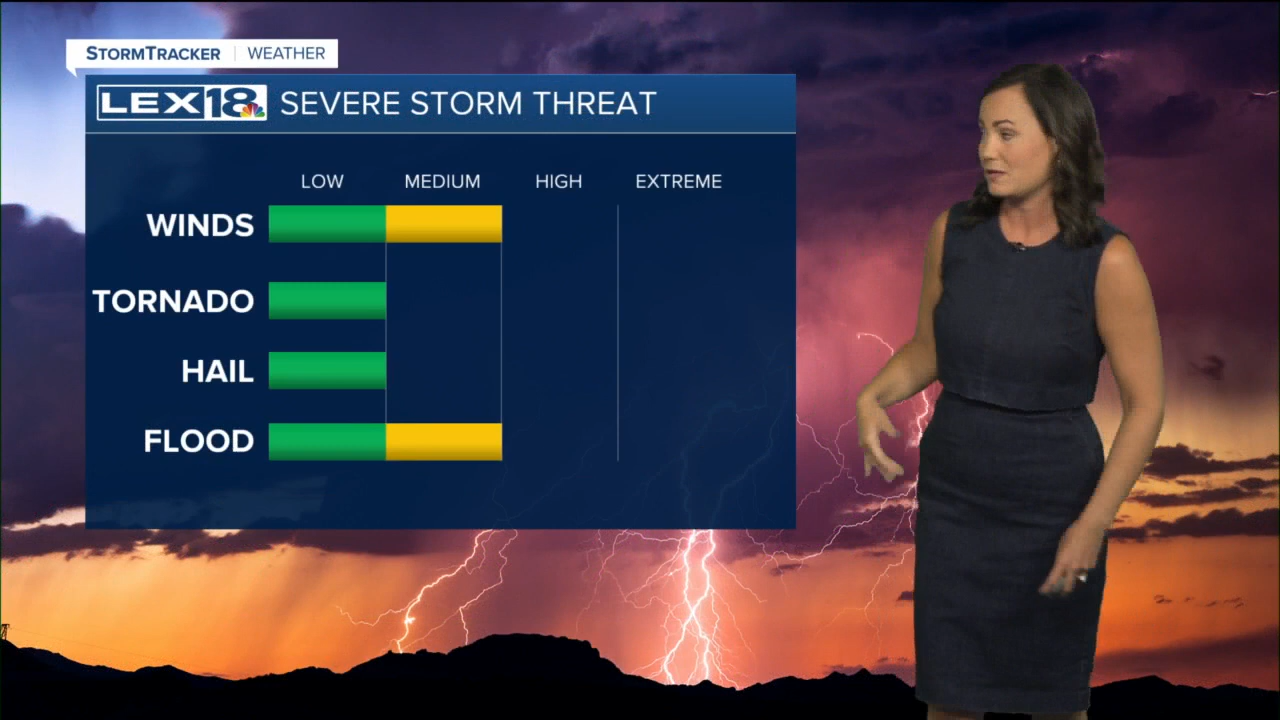 STORMTRACKER | WEATHER
LEX18 SEVERE STORM THREAT
LOW MEDIUM HIGH EXTREME
WINDS
TORNADO
HAIL
FLOOD